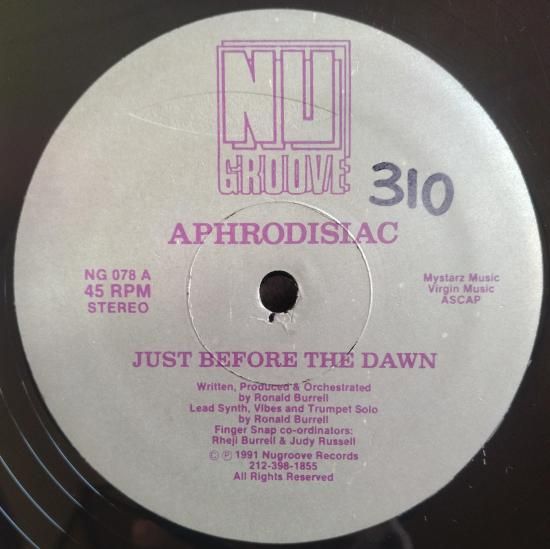 NU
GROOVE
310
APHRODISIAC
NG 078 A
45 RPM
STEREO
Mystarz Music
Virgin Music
ASCAP
JUST BEFORE THE DAWN
Written, Produced & Orchestrated
by Ronald Burrell
Lead Synth, Vibes and Trumpet Solo
by Ronald Burrell
Finger Snap co-ordinators:
Rheji Burrell & Judy Russell
© ℗ 1991 Nugroove Records
212-398-1855
All Rights Reserved